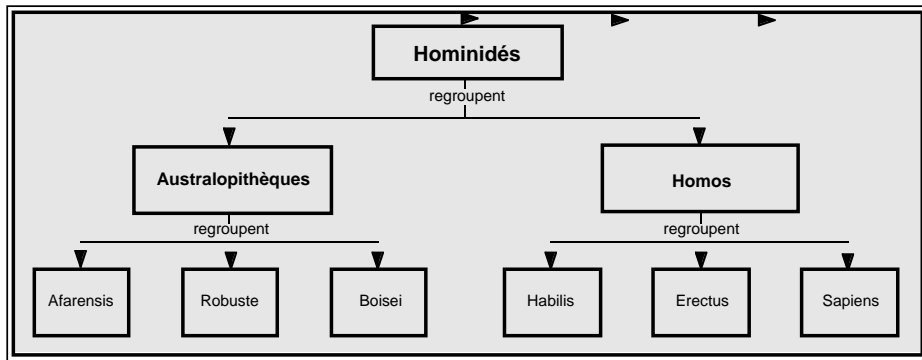 Hominidés
regroupent
Australopithèques
Homos
regroupent
regroupent
Afarensis
Robuste
Boisei
Habilis
Erectus
Sapiens